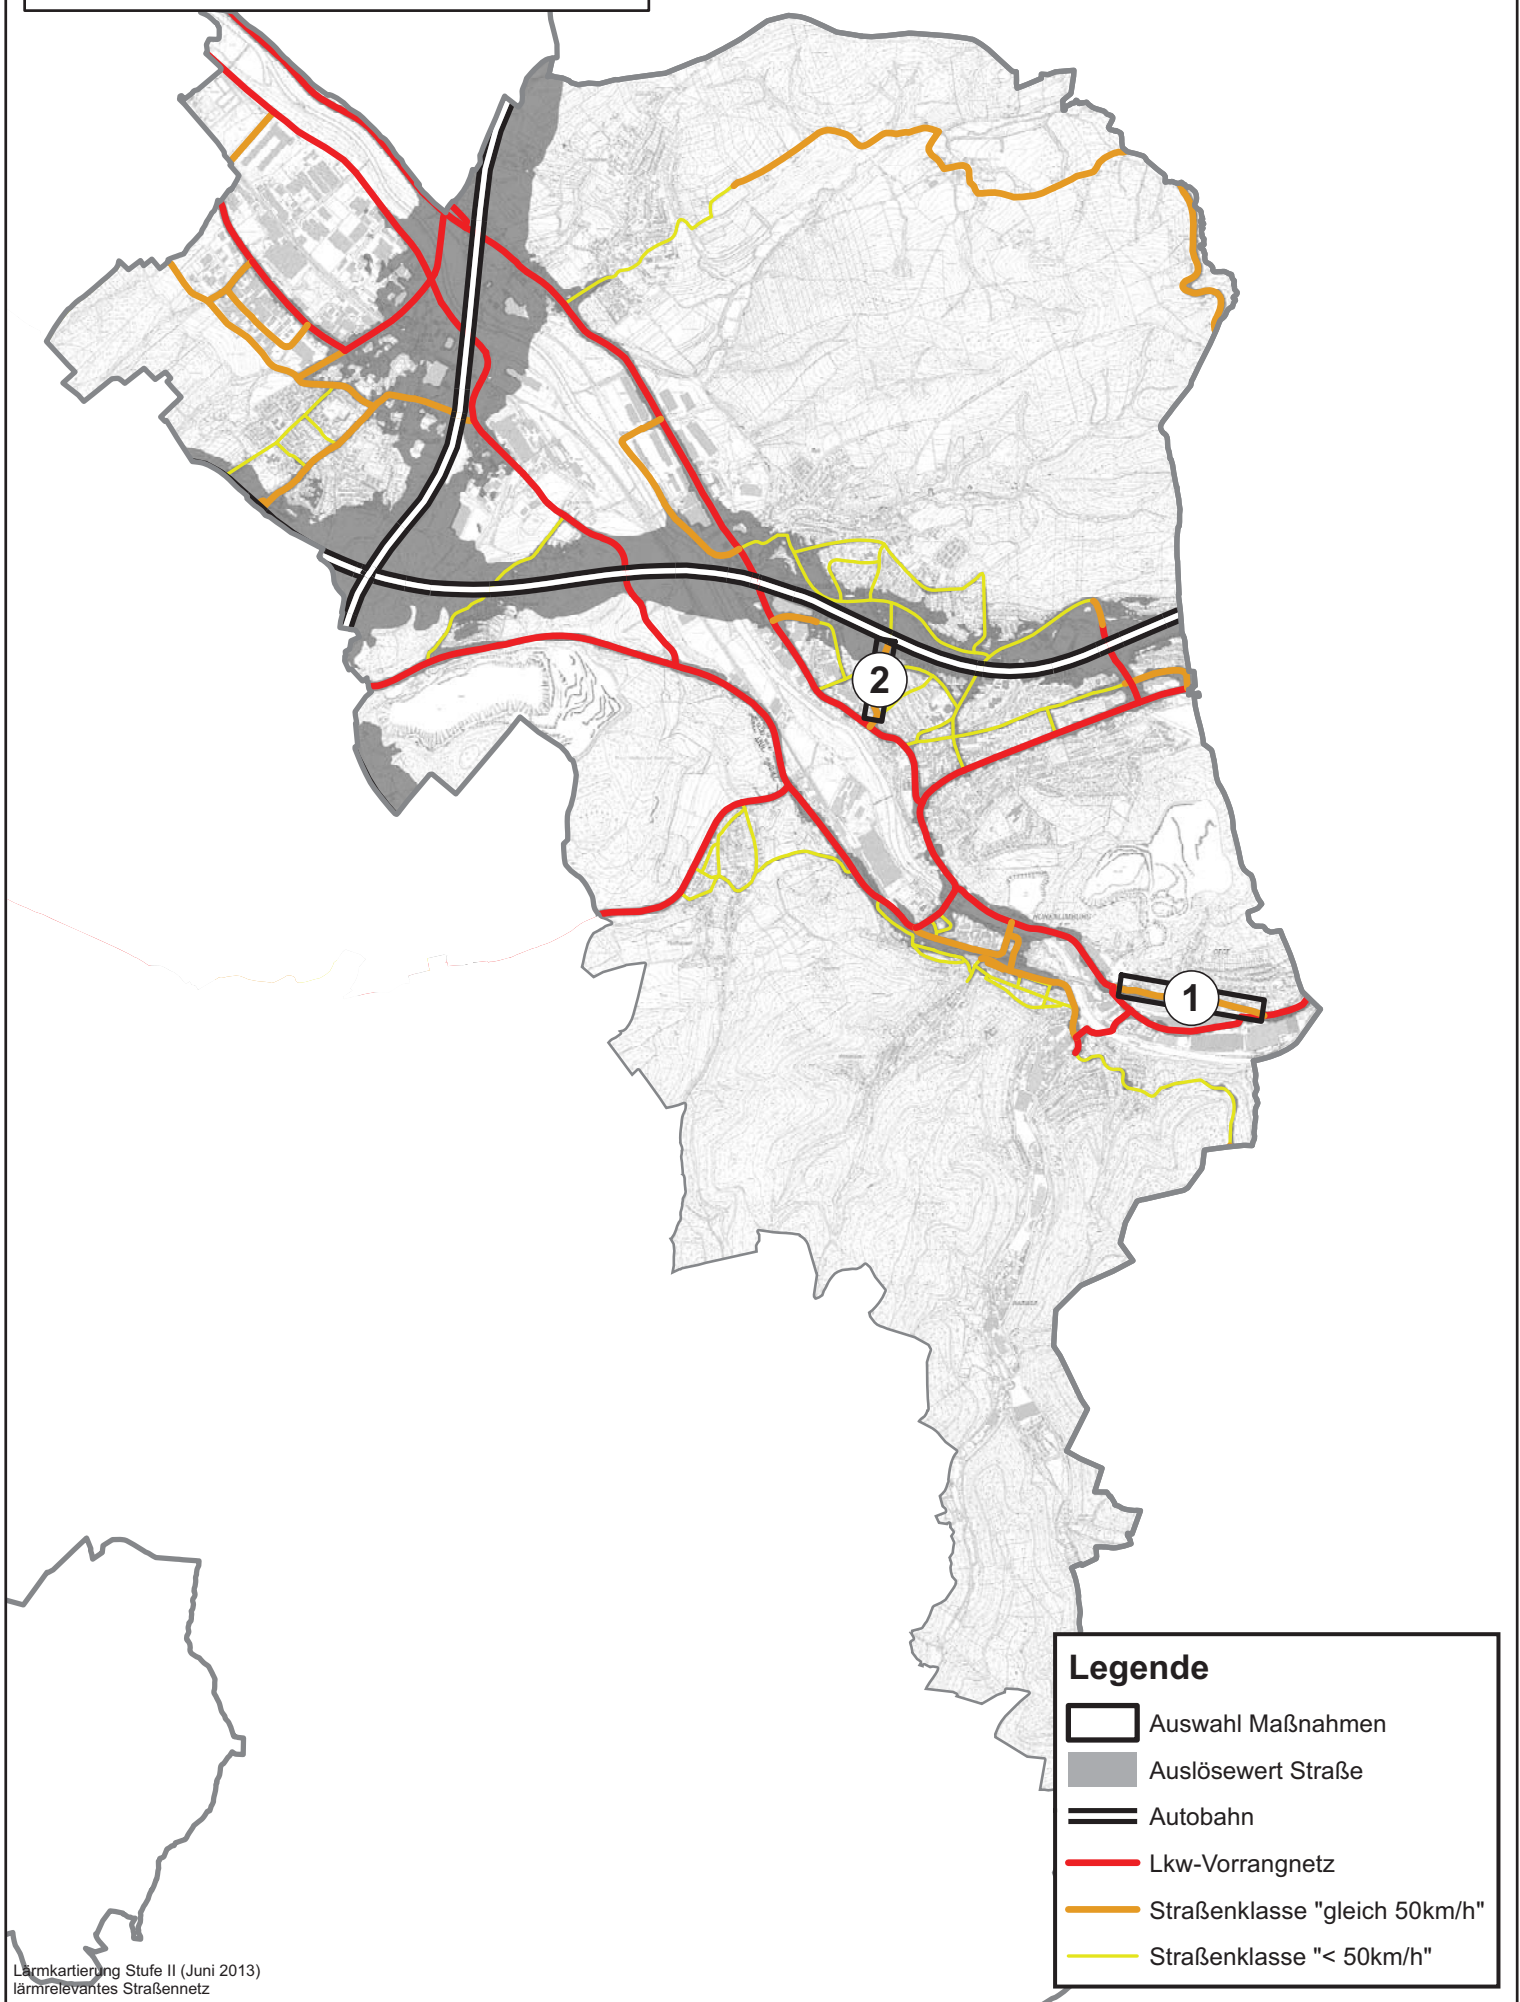 2
HOHENLIMBURG
1
Legende
Auswahl Maßnahmen
Auslösewert Straße
Autobahn
Lkw-Vorrangnetz
Straßenklasse "gleich 50km/h"
Straßenklasse "< 50km/h"
Lärmkartierung Stufe II (Juni 2013)
lärmrelevantes Straßennetz